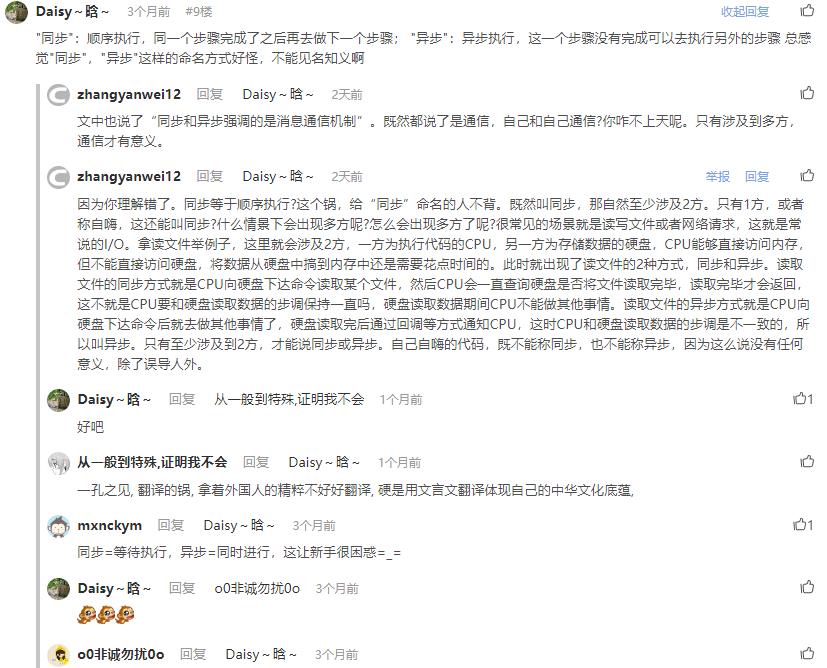 Daisy～晗～ 3个月前 #9楼 收起回复
"同步"：顺序执行，同一个步骤完成了之后再去做下一个步骤； "异步"：异步执行，这一个步骤没有完成可以去执行另外的步骤 总感
觉"同步"，"异步"这样的命名方式好怪，不能见名知义啊
zhangyanwei12 回复 Daisy～晗～ 2天前
文中也说了“同步和异步强调的是消息通信机制”。既然都说了是通信，自己和自己通信?你咋不上天呢。只有涉及到多方，
通信才有意义。
zhangyanwei12 回复 Daisy～晗～ 2天前 举报 回复
因为你理解错了。同步等于顺序执行?这个锅，给“同步”命名的人不背。既然叫同步，那自然至少涉及2方。只有1方，或者
称自嗨，这还能叫同步?什么情景下会出现多方呢?怎么会出现多方了呢?很常见的场景就是读写文件或者网络请求，这就是常
说的I/O。拿读文件举例子，这里就会涉及2方，一方为执行代码的CPU，另一方为存储数据的硬盘，CPU能够直接访问内存，
但不能直接访问硬盘，将数据从硬盘中搞到内存中还是需要花点时间的。此时就出现了读文件的2种方式，同步和异步。读取
文件的同步方式就是CPU向硬盘下达命令读取某个文件，然后CPU会一直查询硬盘是否将文件读取完毕，读取完毕才会返回，
这不就是CPU要和硬盘读取数据的步调保持一直吗，硬盘读取数据期间CPU不能做其他事情。读取文件的异步方式就是CPU向
硬盘下达命令后就去做其他事情了，硬盘读取完后通过回调等方式通知CPU，这时CPU和硬盘读取数据的步调是不一致的，所
以叫异步。只有至少涉及到2方，才能说同步或异步。自己自嗨的代码，既不能称同步，也不能称异步，因为这么说没有任何
意义，除了误导人外。
Daisy～晗～ 回复 从一般到特殊,证明我不会 1个月前 1
好吧
从一般到特殊,证明我不会 回复 Daisy～晗～ 1个月前
一孔之见, 翻译的锅, 拿着外国人的精粹不好好翻译, 硬是用文言文翻译体现自己的中华文化底蕴,
mxnckym 回复 Daisy～晗～ 3个月前 1
同步=等待执行，异步=同时进行，这让新手很困惑=_=
Daisy～晗～ 回复 o0非诚勿扰0o 3个月前
o0非诚勿扰0o 回复 Daisy～晗～ 3个月前